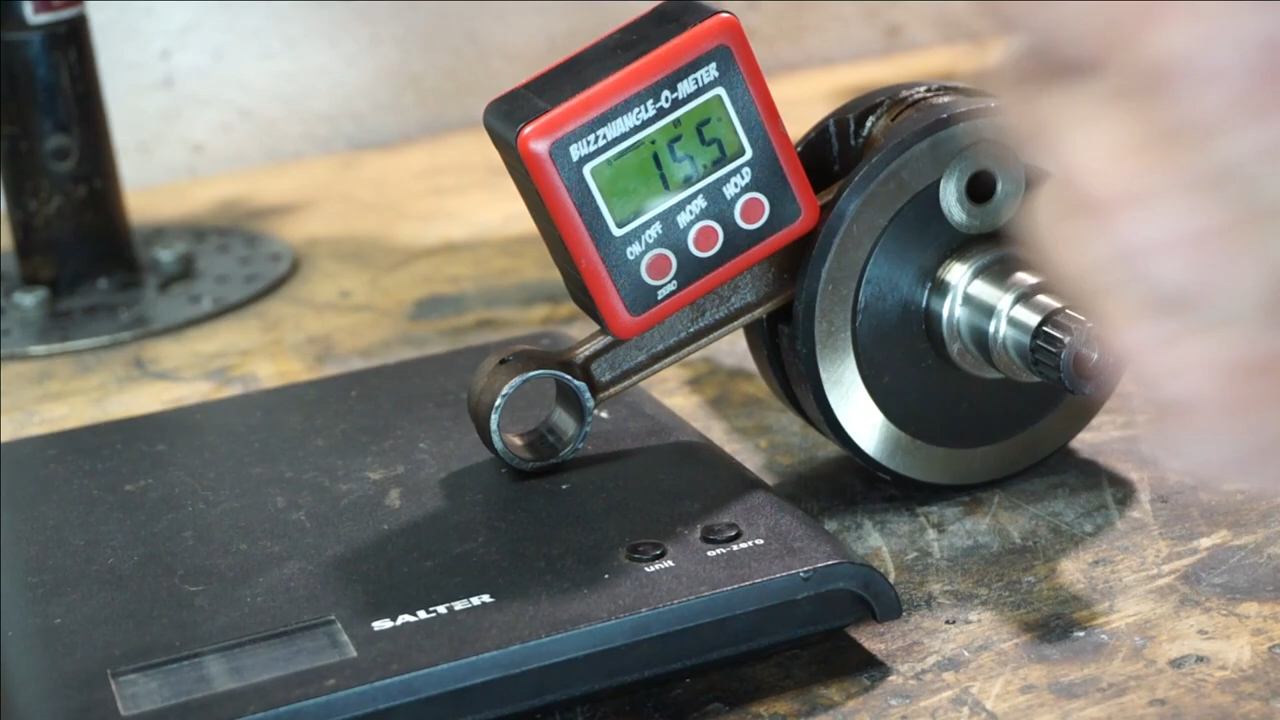 BUZZWANGLE-O-METER
15.5
ON/OFF MODE HOLD
ZERO
unit on-zero
SALTER